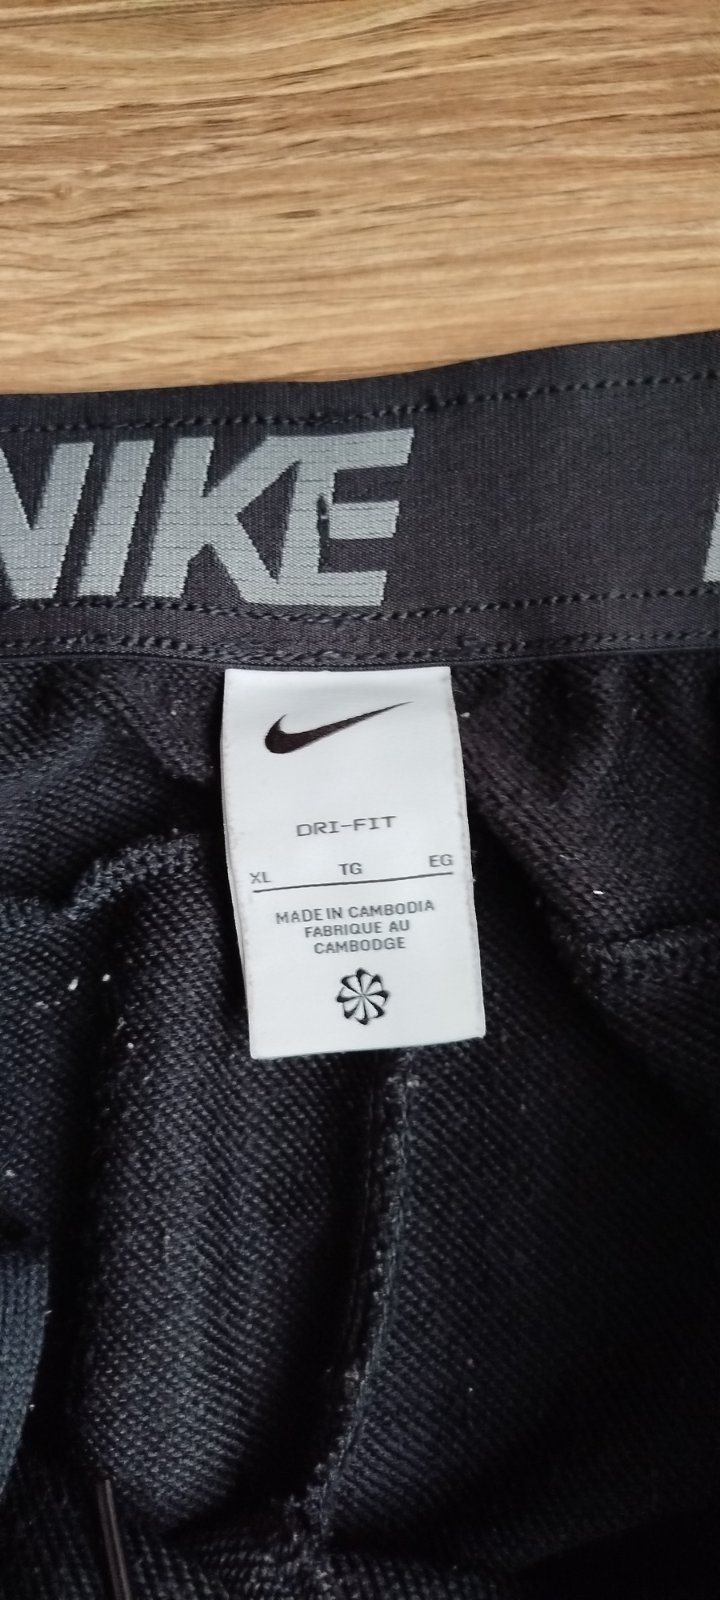 NIKE
DRI-FIT
XL TG EG
MADE IN CAMBODIA
FABRIQUE AU
CAMBODGE